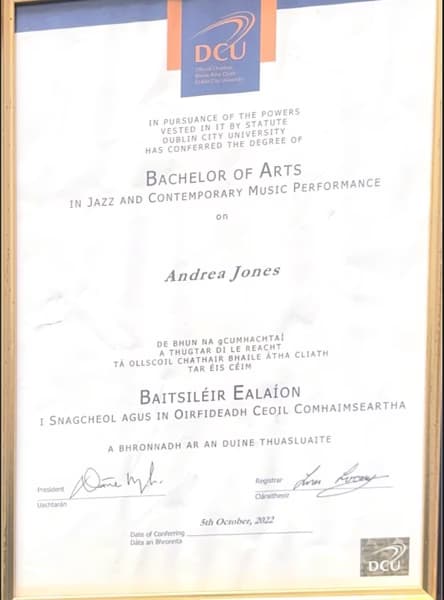 DCU
IN PURSUANCE OF THE POWERS
VESTED IN IT BY STATUTE
DUBLIN CITY UNIVERSITY
HAS CONFERRED THE DEGREE OF
BACHELOR OF ARTS
IN JAZZ AND CONTEMPORARY MUSIC PERFORMANCE
on
Andrea Jones
DE BHUN NA gCUMHACHTAÍ
A THUGTAR DI LE REACHT
TÁ OLLSCOIL CHATHAIR BHAILE ÁTHA CLIATH
TAR ÉIS CÉIM
BAITSILÉIR EALAÍON
I SNAGCHEOL AGUS IN OIRFIDEADH CEOIL COMHAIMSEARTHA
A BHRONNADH AR AN DUINE THUASLUAITE
President
Uachtarán
Registrar
5th October, 2022
Date of Conferring
Dáta an Bhronnta
DCU